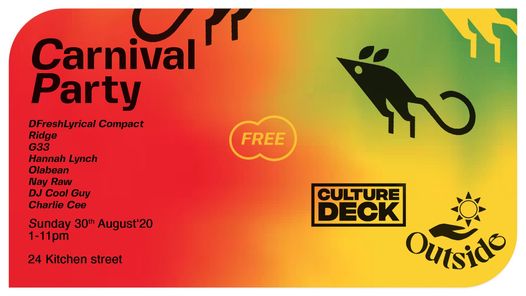 Carnival
Party
DFreshLyrical Compact
Ridge
G33
Hannah Lynch
Olabean
Nay Raw
DJ Cool Guy
Charlie Cee
Sunday 30th August'20
1-11pm
24 Kitchen street
FREE
CULTURE
DECK
Outside